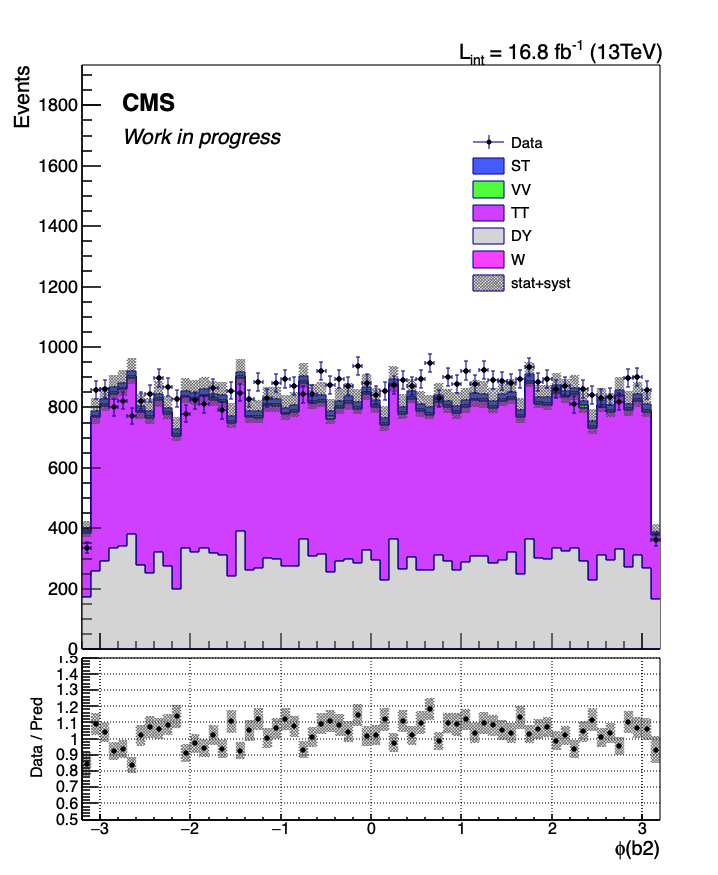 L_int = 16.8 fb⁻¹ (13TeV)
Events
CMS
Work in progress
Data
ST
VV
TT
DY
W
stat+syst
1800
1600
1400
1200
1000
800
600
400
200
0
Data / Pred
1.5
1.4
1.3
1.2
1.1
1
0.9
0.8
0.7
0.6
0.5
−3 −2 −1 0 1 2 3
ϕ(b2)